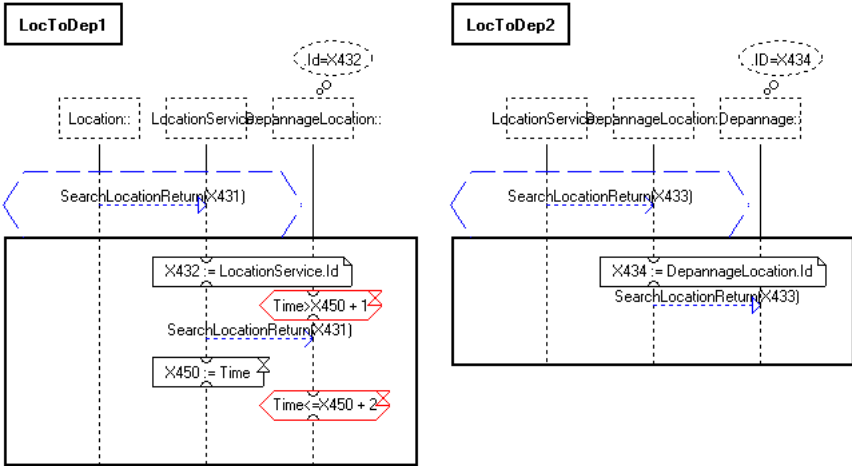 LocToDep1
.Id=X432
Location::
LocationService::
DepannageLocation::
SearchLocationReturn(X431)
X432 := LocationService.Id
Time>X450 + 1
SearchLocationReturn(X431)
X450 := Time
Time<=X450 + 2
LocToDep2
.ID=X434
LocationService::
DepannageLocation::
Depannage::
SearchLocationReturn(X433)
X434 := DepannageLocation.Id
SearchLocationReturn(X433)